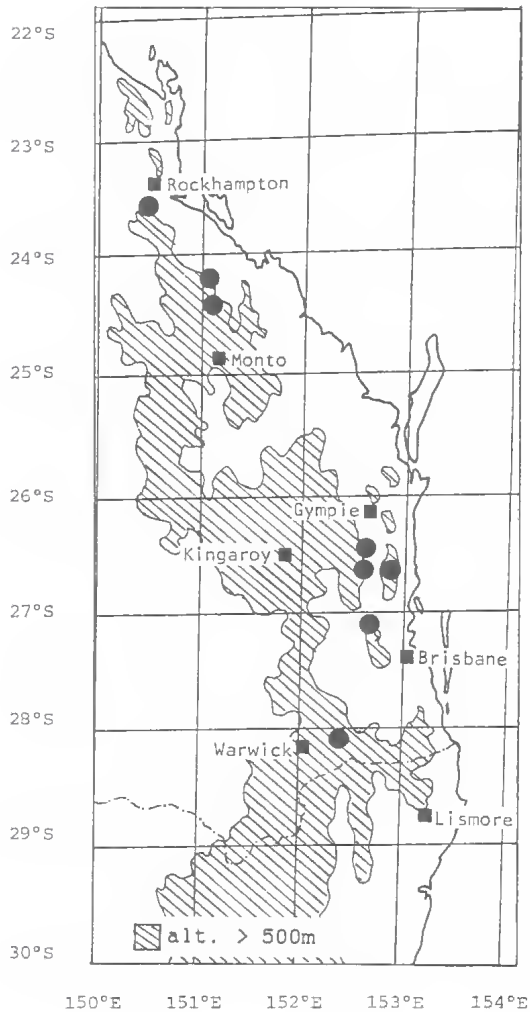 22°S
23°S
Rockhampton
24°S
Monto
25°S
26°S
Gympie
Kingaroy
27°S
Brisbane
28°S
Warwick
Lismore
29°S
alt. > 500m
30°S
150°E 151°E 152°E 153°E 154°E